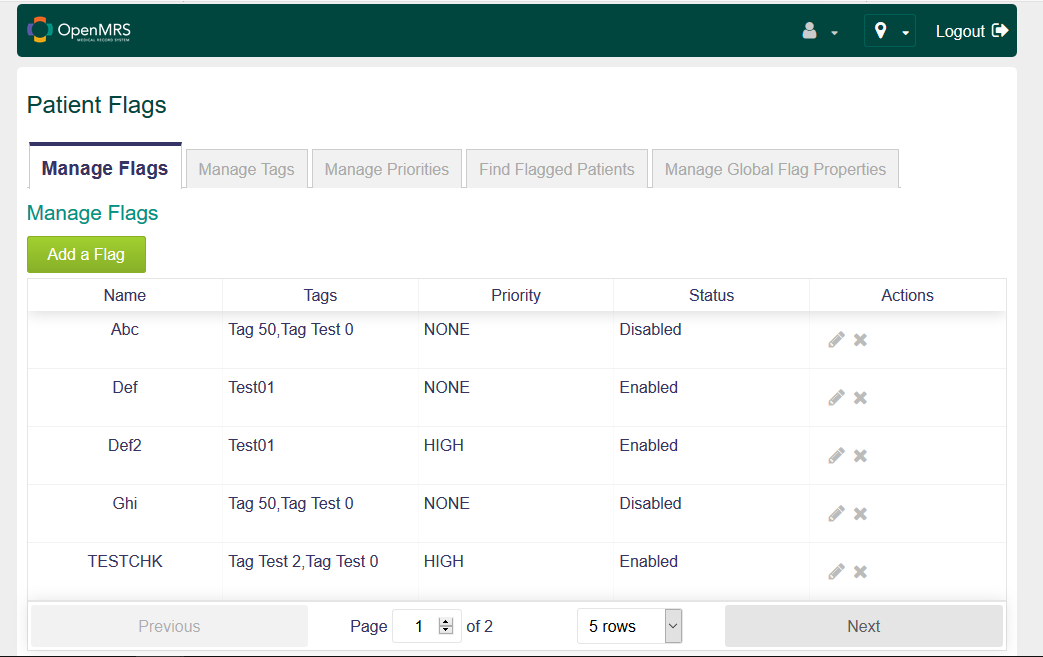 OpenMRS
MEDICAL RECORD SYSTEM
Logout
Patient Flags
Manage Flags Manage Tags Manage Priorities Find Flagged Patients Manage Global Flag Properties
Manage Flags
Add a Flag
Name Tags Priority Status Actions
Abc Tag 50,Tag Test 0 NONE Disabled
Def Test01 NONE Enabled
Def2 Test01 HIGH Enabled
Ghi Tag 50,Tag Test 0 NONE Disabled
TESTCHK Tag Test 2,Tag Test 0 HIGH Enabled
Previous Page 1 of 2 5 rows Next